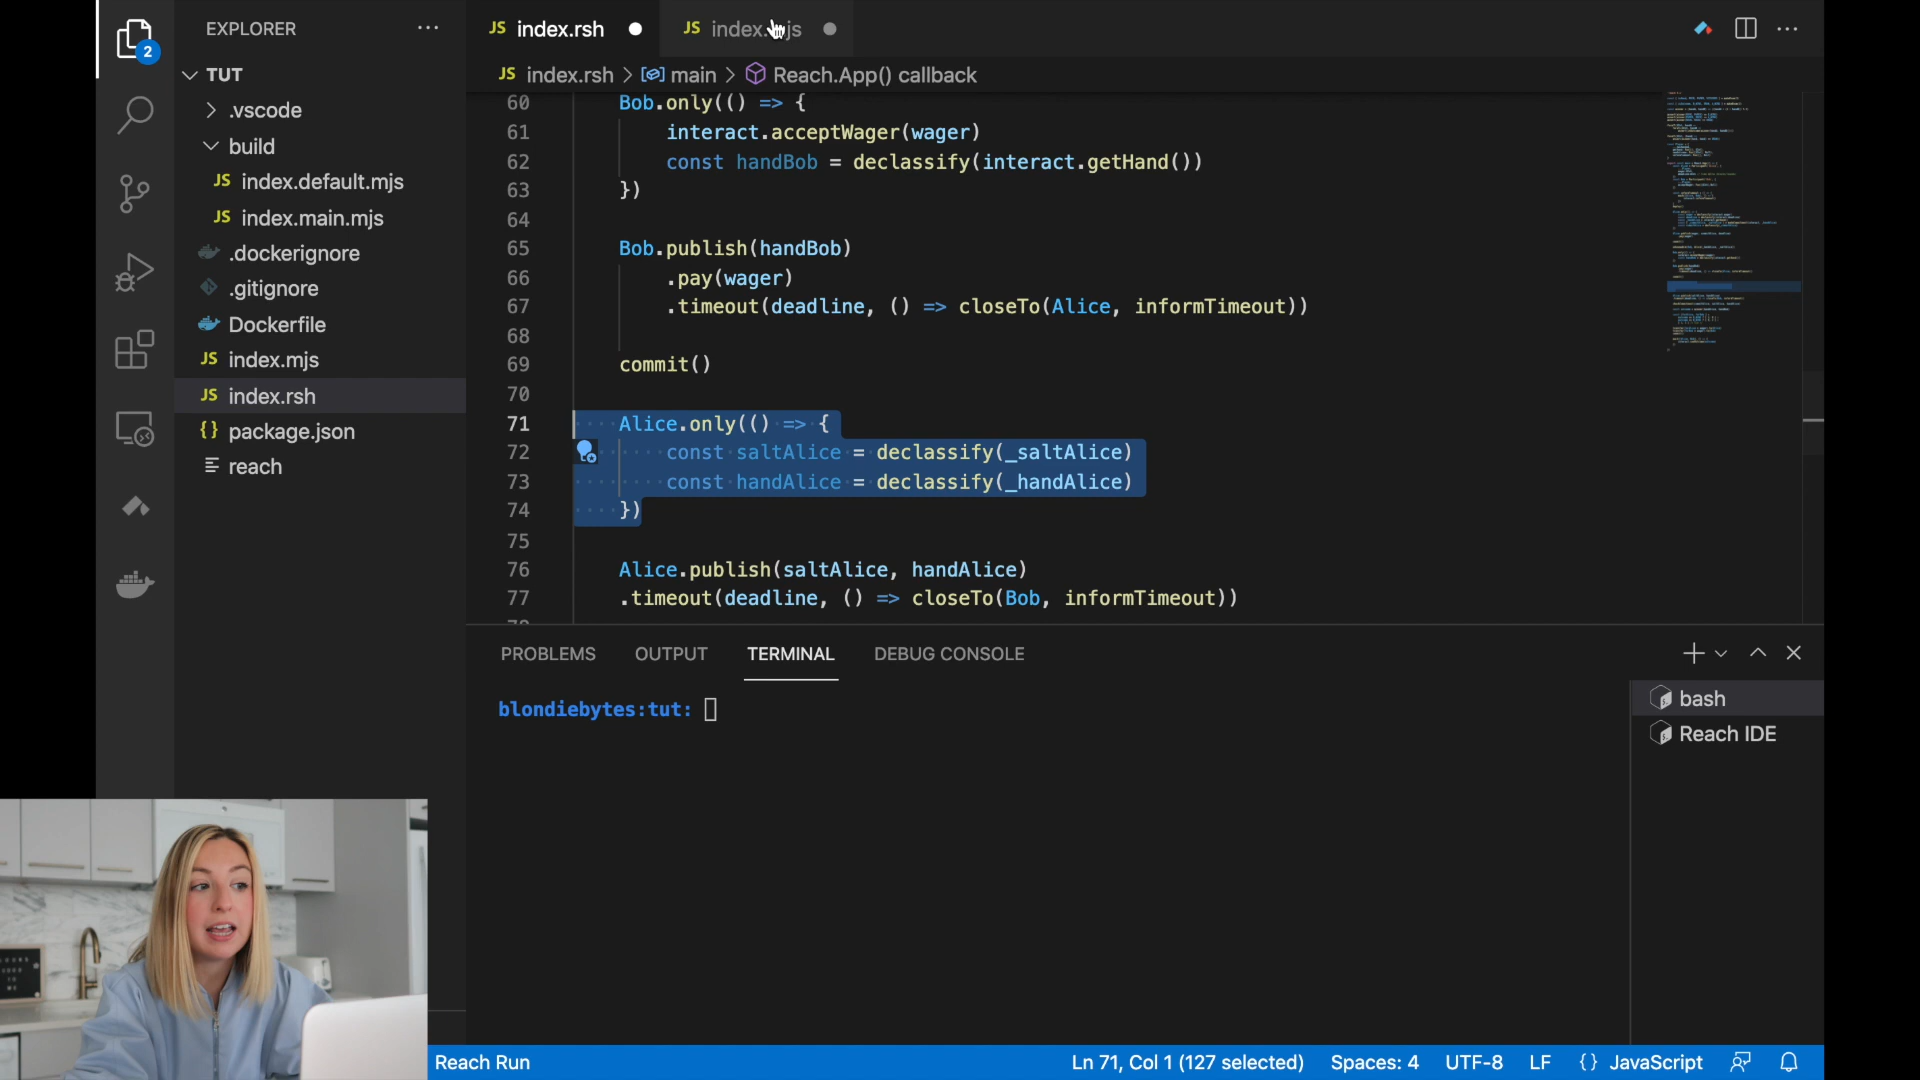 2
EXPLORER
TUT
.vscode
build
JS index.default.mjs
JS index.main.mjs
.dockerignore
.gitignore
Dockerfile
JS index.mjs
JS index.rsh
{} package.json
reach
JS index.rsh
JS index.mjs
JS index.rsh > main > Reach.App() callback
60 Bob.only(() => {
61 interact.acceptWager(wager)
62 const handBob = declassify(interact.getHand())
63 })
64
65 Bob.publish(handBob)
66 .pay(wager)
67 .timeout(deadline, () => closeTo(Alice, informTimeout))
68
69 commit()
70
71 Alice.only(() => {
72 const saltAlice = declassify(_saltAlice)
73 const handAlice = declassify(_handAlice)
74 })
75
76 Alice.publish(saltAlice, handAlice)
77 .timeout(deadline, () => closeTo(Bob, informTimeout))
PROBLEMS OUTPUT TERMINAL DEBUG CONSOLE
blondiebytes:tut:
bash
Reach IDE
Reach Run
Ln 71, Col 1 (127 selected) Spaces: 4 UTF-8 LF {} JavaScript